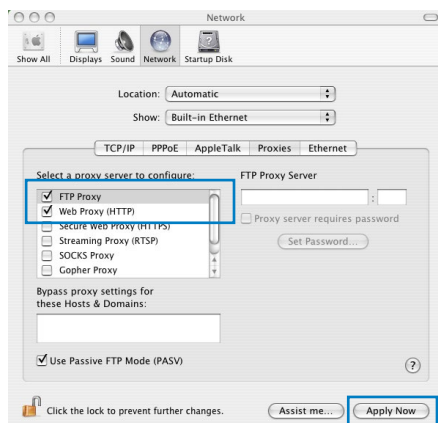 Network
Show All Displays Sound Network Startup Disk
Location: Automatic
Show: Built-in Ethernet
TCP/IP PPPoE AppleTalk Proxies Ethernet
Select a proxy server to configure: FTP Proxy Server
FTP Proxy
Web Proxy (HTTP)
:
Secure Web Proxy (HTTPS)
Proxy server requires password
Streaming Proxy (RTSP)
Set Password...
SOCKS Proxy
Gopher Proxy
Bypass proxy settings for
these Hosts & Domains:
Use Passive FTP Mode (PASV)
?
Click the lock to prevent further changes. Assist me... Apply Now